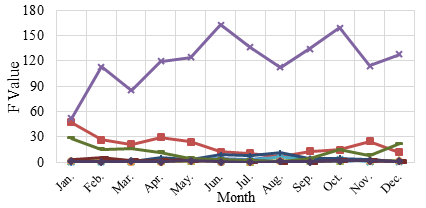 180
150
120
90
60
30
0
F Value
Jan. Feb. Mar. Apr. May. Jun. Jul. Aug. Sep. Oct. Nov. Dec.
Month